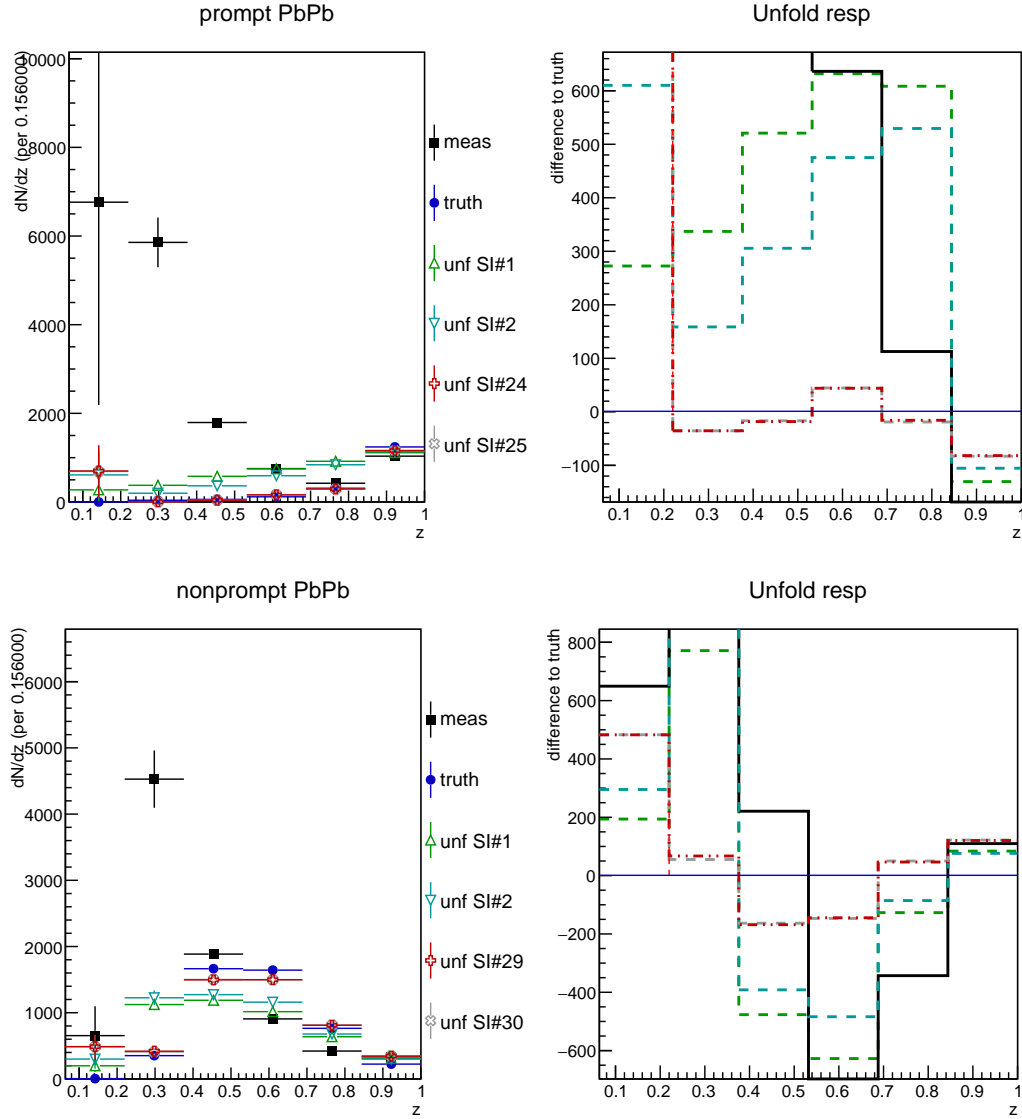 prompt PbPb
dN/dz (per 0.156000)
10000
8000
6000
4000
2000
0
0.1 0.2 0.3 0.4 0.5 0.6 0.7 0.8 0.9 1
z
meas
truth
unf SI#1
unf SI#2
unf SI#24
unf SI#25
Unfold resp
difference to truth
600
500
400
300
200
100
0
−100
0.1 0.2 0.3 0.4 0.5 0.6 0.7 0.8 0.9 1
z
nonprompt PbPb
dN/dz (per 0.156000)
6000
5000
4000
3000
2000
1000
0
0.1 0.2 0.3 0.4 0.5 0.6 0.7 0.8 0.9 1
z
meas
truth
unf SI#1
unf SI#2
unf SI#29
unf SI#30
Unfold resp
difference to truth
800
600
400
200
0
−200
−400
−600
0.1 0.2 0.3 0.4 0.5 0.6 0.7 0.8 0.9 1
z